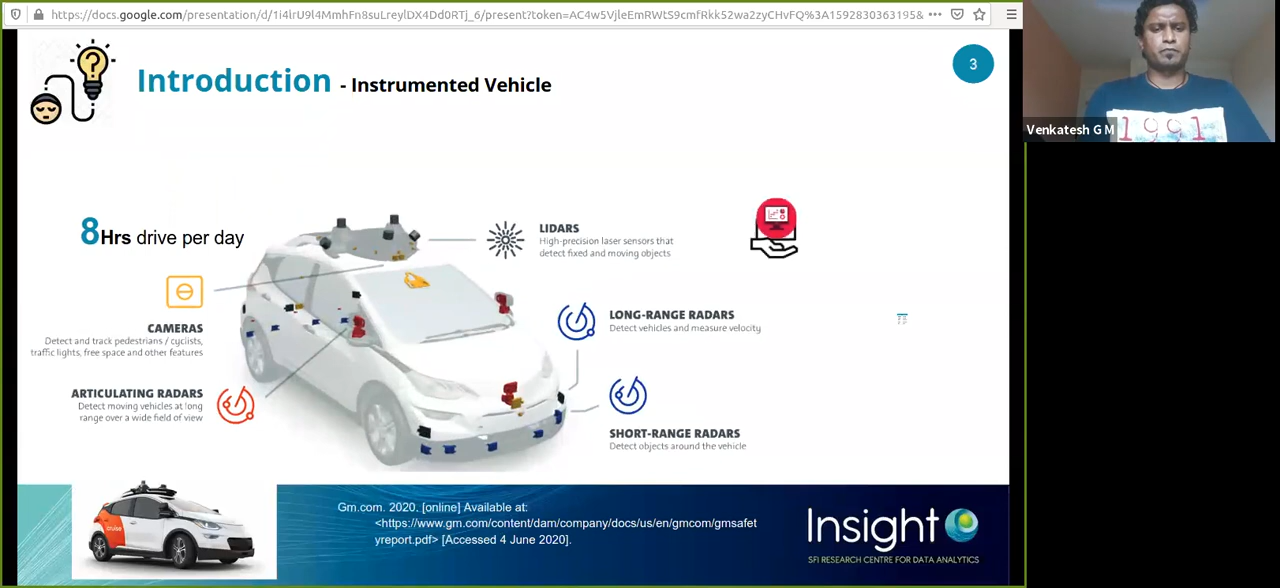 https://docs.google.com/presentation/d/1i4lrU9l4MmhFn8suLreylDX4Dd0RTj_6/present?token=AC4w5VjleEmRWtS9cmfRkk52wa2zyCHvFQ%3A1592830363195&
Introduction - Instrumented Vehicle
3
Venkatesh G M
1991
8Hrs drive per day
LIDARS
High-precision laser sensors that
detect fixed and moving objects
CAMERAS
Detect and track pedestrians / cyclists,
traffic lights, free space and other features
LONG-RANGE RADARS
Detect vehicles and measure velocity
ARTICULATING RADARS
Detect moving vehicles at long
range over a wide field of view
SHORT-RANGE RADARS
Detect objects around the vehicle
cruise
Gm.com. 2020. [online] Available at:
<https://www.gm.com/content/dam/company/docs/us/en/gmcom/gmsafet
yreport.pdf> [Accessed 4 June 2020].
Insight
SFI RESEARCH CENTRE FOR DATA ANALYTICS